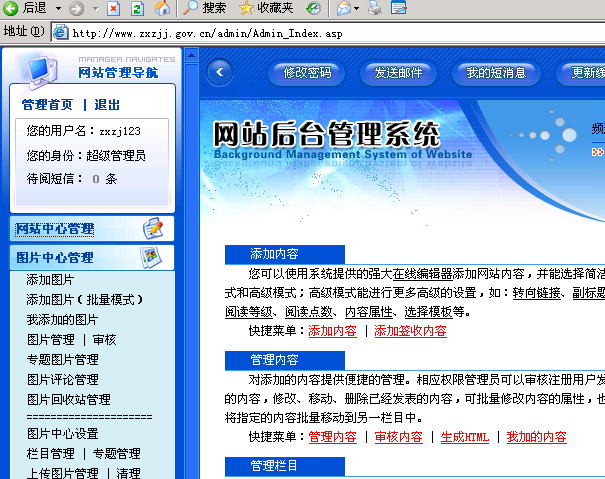 后退 搜索 收藏夹
地址(D) http://www.zxzjj.gov.cn/admin/Admin_Index.asp
MANAGER NAVIGATES
网站管理导航
管理首页 | 退出
您的用户名：zxzj123
您的身份：超级管理员
待阅短信： 0 条
网站中心管理
图片中心管理
添加图片
添加图片(批量模式)
我添加的图片
图片管理 | 审核
专题图片管理
图片评论管理
图片回收站管理
=====================
图片中心设置
栏目管理 | 专题管理
上传图片管理 | 清理
修改密码 发送邮件 我的短消息 更新
网站后台管理系统
Background Management System of Website
添加内容
您可以使用系统提供的强大在线编辑器添加网站内容，并能选择简洁
式和高级模式；高级模式能进行更多高级的设置，如：转向链接、副标题
阅读等级、阅读点数、内容属性、选择模板等。
快捷菜单：添加内容 | 添加签收内容
管理内容
对添加的内容提供便捷的管理。相应权限管理员可以审核注册用户发
的内容，修改、移动、删除已经发表的内容，可批量修改内容的属性，也
将指定的内容批量移动到另一栏目中。
快捷菜单：管理内容 | 审核内容 | 生成HTML | 我加的内容
管理栏目